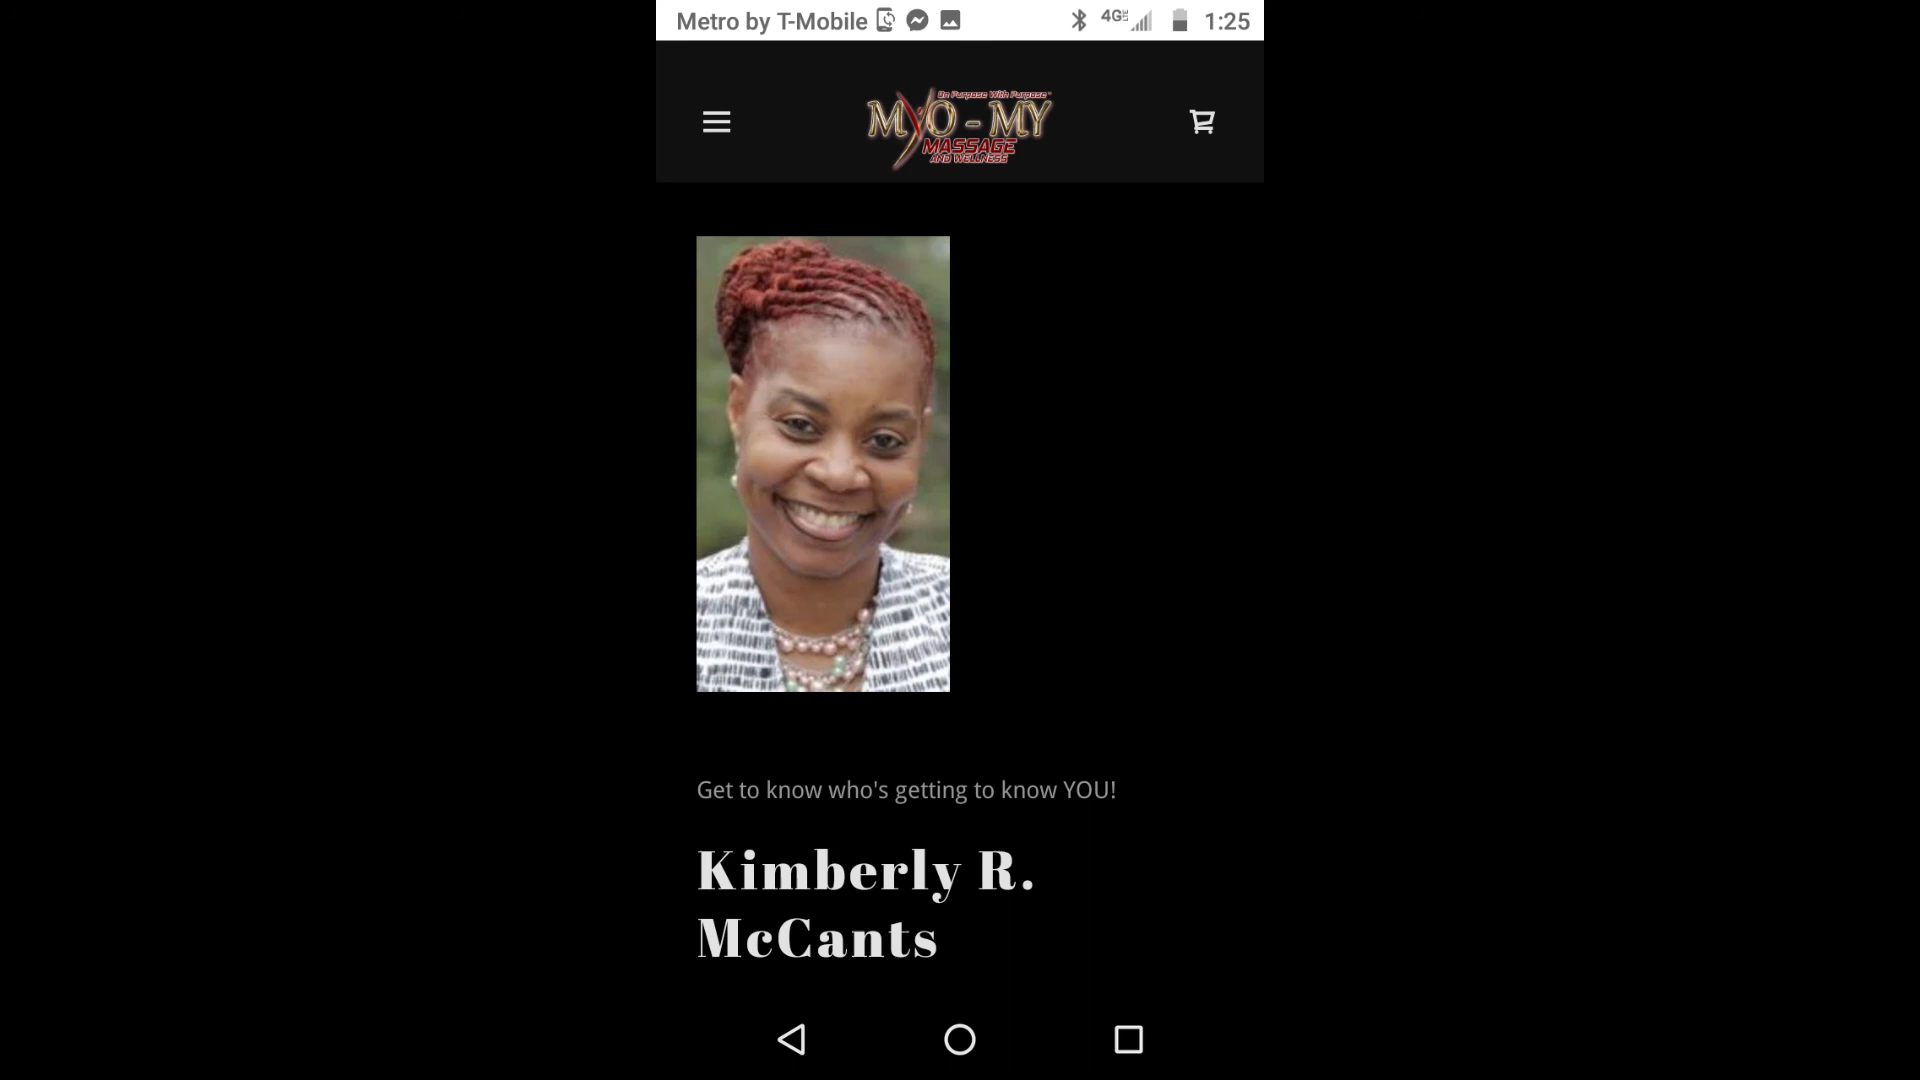 Metro by T-Mobile 4G LTE 1:25
On Purpose With Purpose
MYO-MY
MASSAGE
AND WELLNESS
Get to know who's getting to know YOU!
Kimberly R.
McCants